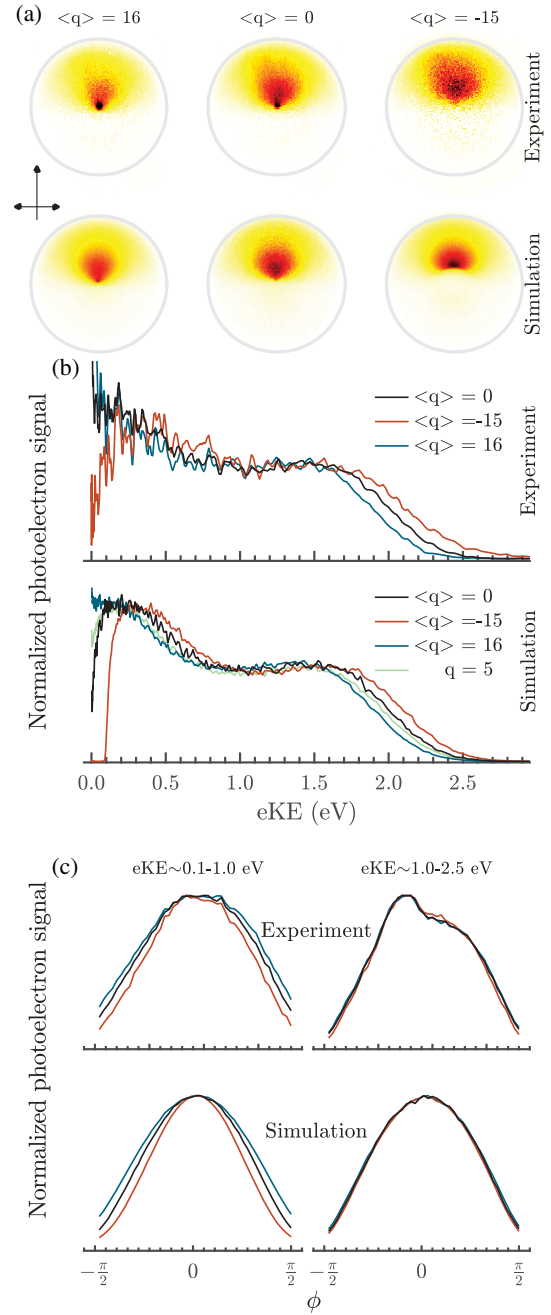 (a)
<q> = 16
<q> = 0
<q> = -15
Experiment
Simulation
(b)
Normalized photoelectron signal
<q> = 0
<q> =-15
<q> = 16
Experiment
<q> = 0
<q> =-15
<q> = 16
q = 5
Simulation
0.0 0.5 1.0 1.5 2.0 2.5
eKE (eV)
(c)
eKE~0.1-1.0 eV
eKE~1.0-2.5 eV
Normalized photoelectron signal
Experiment
Simulation
−π/2 0 π/2 −π/2 0 π/2
ϕ